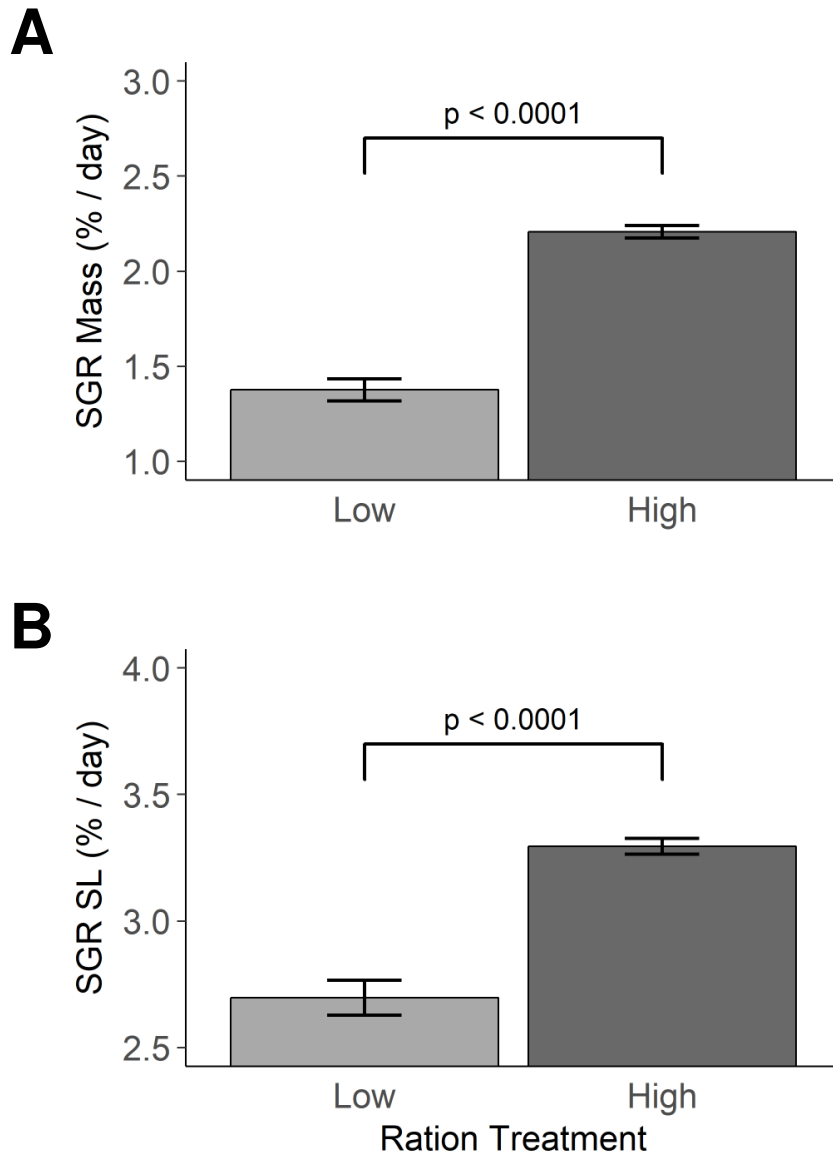 A
SGR Mass (% / day)
3.0
2.5
2.0
1.5
1.0
p < 0.0001
Low High
B
SGR SL (% / day)
4.0
3.5
3.0
2.5
p < 0.0001
Low High
Ration Treatment